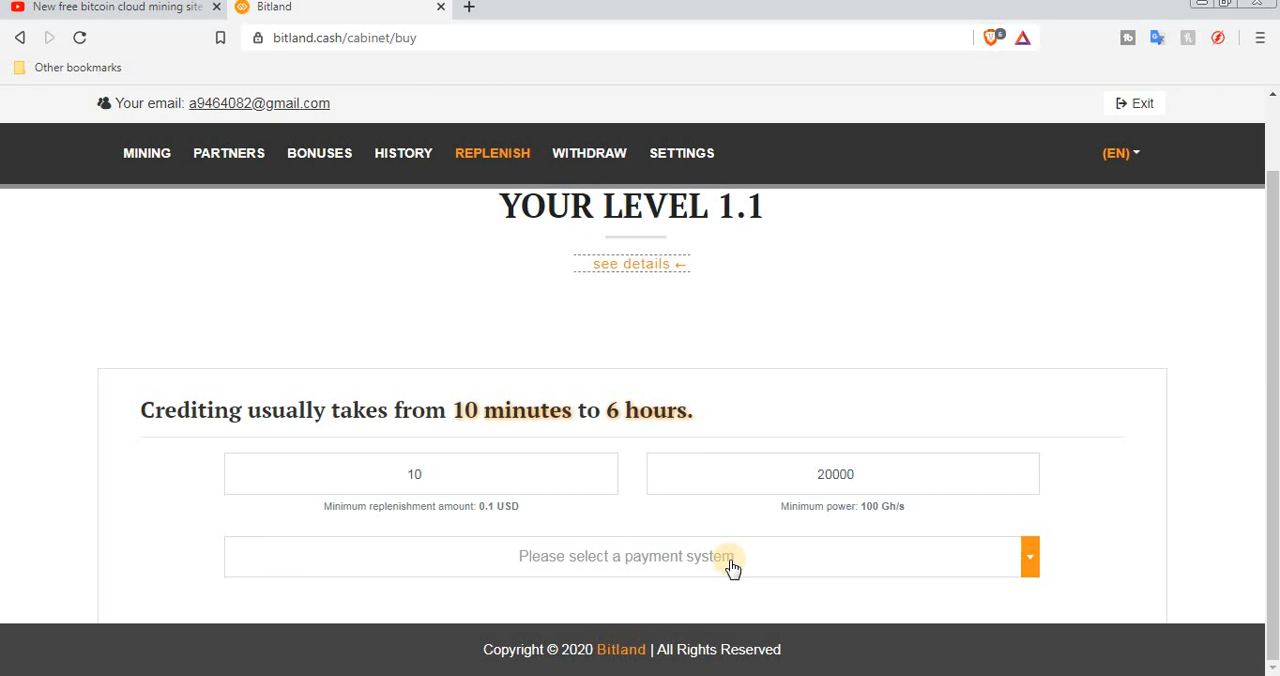 New free bitcoin cloud mining site
Bitland
bitland.cash/cabinet/buy
6
Other bookmarks
Your email: a9464082@gmail.com
Exit
MINING PARTNERS BONUSES HISTORY REPLENISH WITHDRAW SETTINGS (EN)
YOUR LEVEL 1.1
see details ←
Crediting usually takes from 10 minutes to 6 hours.
10
20000
Minimum replenishment amount: 0.1 USD
Minimum power: 100 Gh/s
Please select a payment system
Copyright © 2020 Bitland | All Rights Reserved